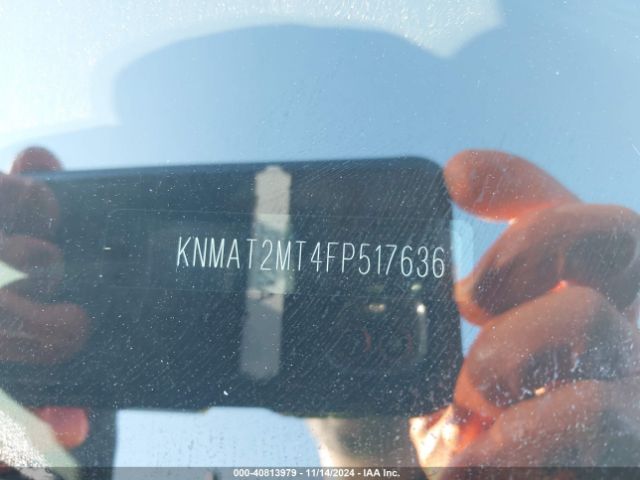 KNMAT2MT4FP517636
000-40813979 - 11/14/2024 - IAA Inc.